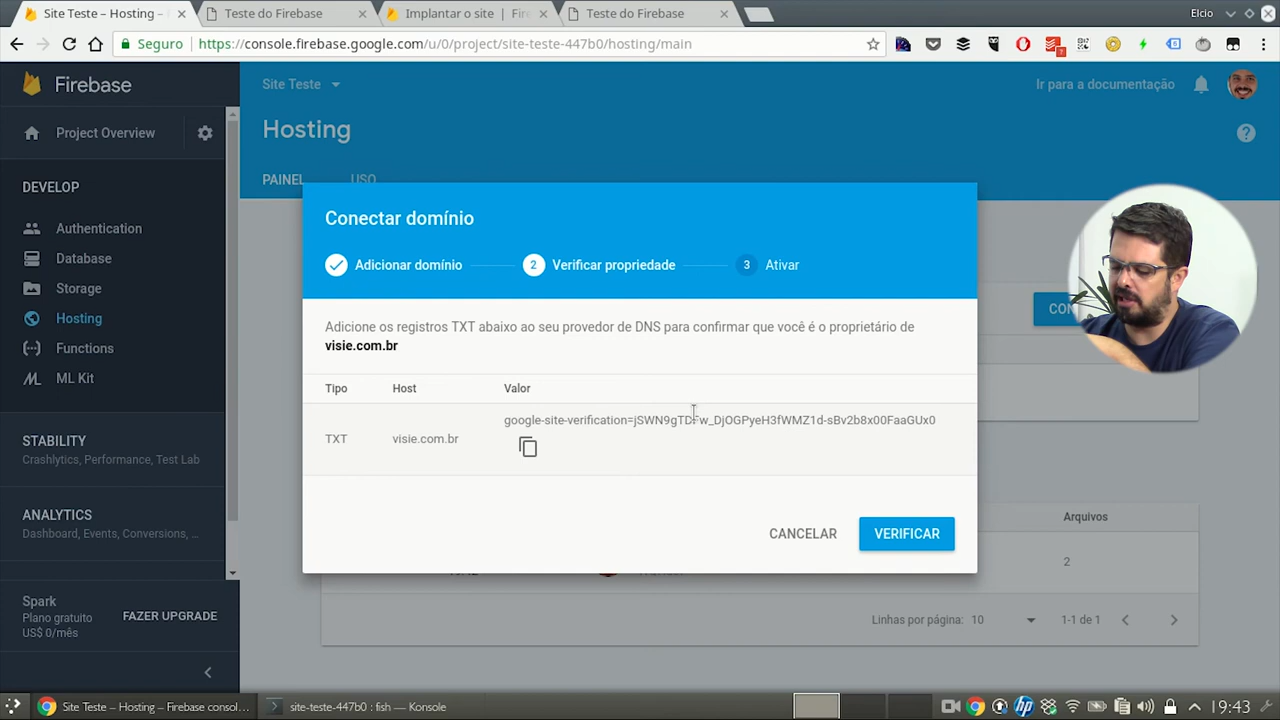 Site Teste – Hosting –
Teste do Firebase
Implantar o site | Fire
Teste do Firebase
Elcio
Seguro
https://console.firebase.google.com/u/0/project/site-teste-447b0/hosting/main
Firebase
Site Teste
Ir para a documentação
Project Overview
Hosting
PAINEL
USO
DEVELOP
Authentication
Database
Storage
Hosting
Functions
ML Kit
STABILITY
Crashlytics, Performance, Test Lab
ANALYTICS
Dashboard, Events, Conversions, ...
Spark
Plano gratuito
US$ 0/mês
FAZER UPGRADE
Conectar domínio
Adicionar domínio
2
Verificar propriedade
3
Ativar
Adicione os registros TXT abaixo ao seu provedor de DNS para confirmar que você é o proprietário de
visie.com.br
Tipo
Host
Valor
TXT
visie.com.br
google-site-verification=jSWN9gTDFw_DjOGPyeH3fWMZ1d-sBv2b8x00FaaGUx0
CANCELAR
VERIFICAR
CON
Arquivos
2
Linhas por página:
10
1-1 de 1
Site Teste – Hosting – Firebase consol...
site-teste-447b0 : fish — Konsole
19:43